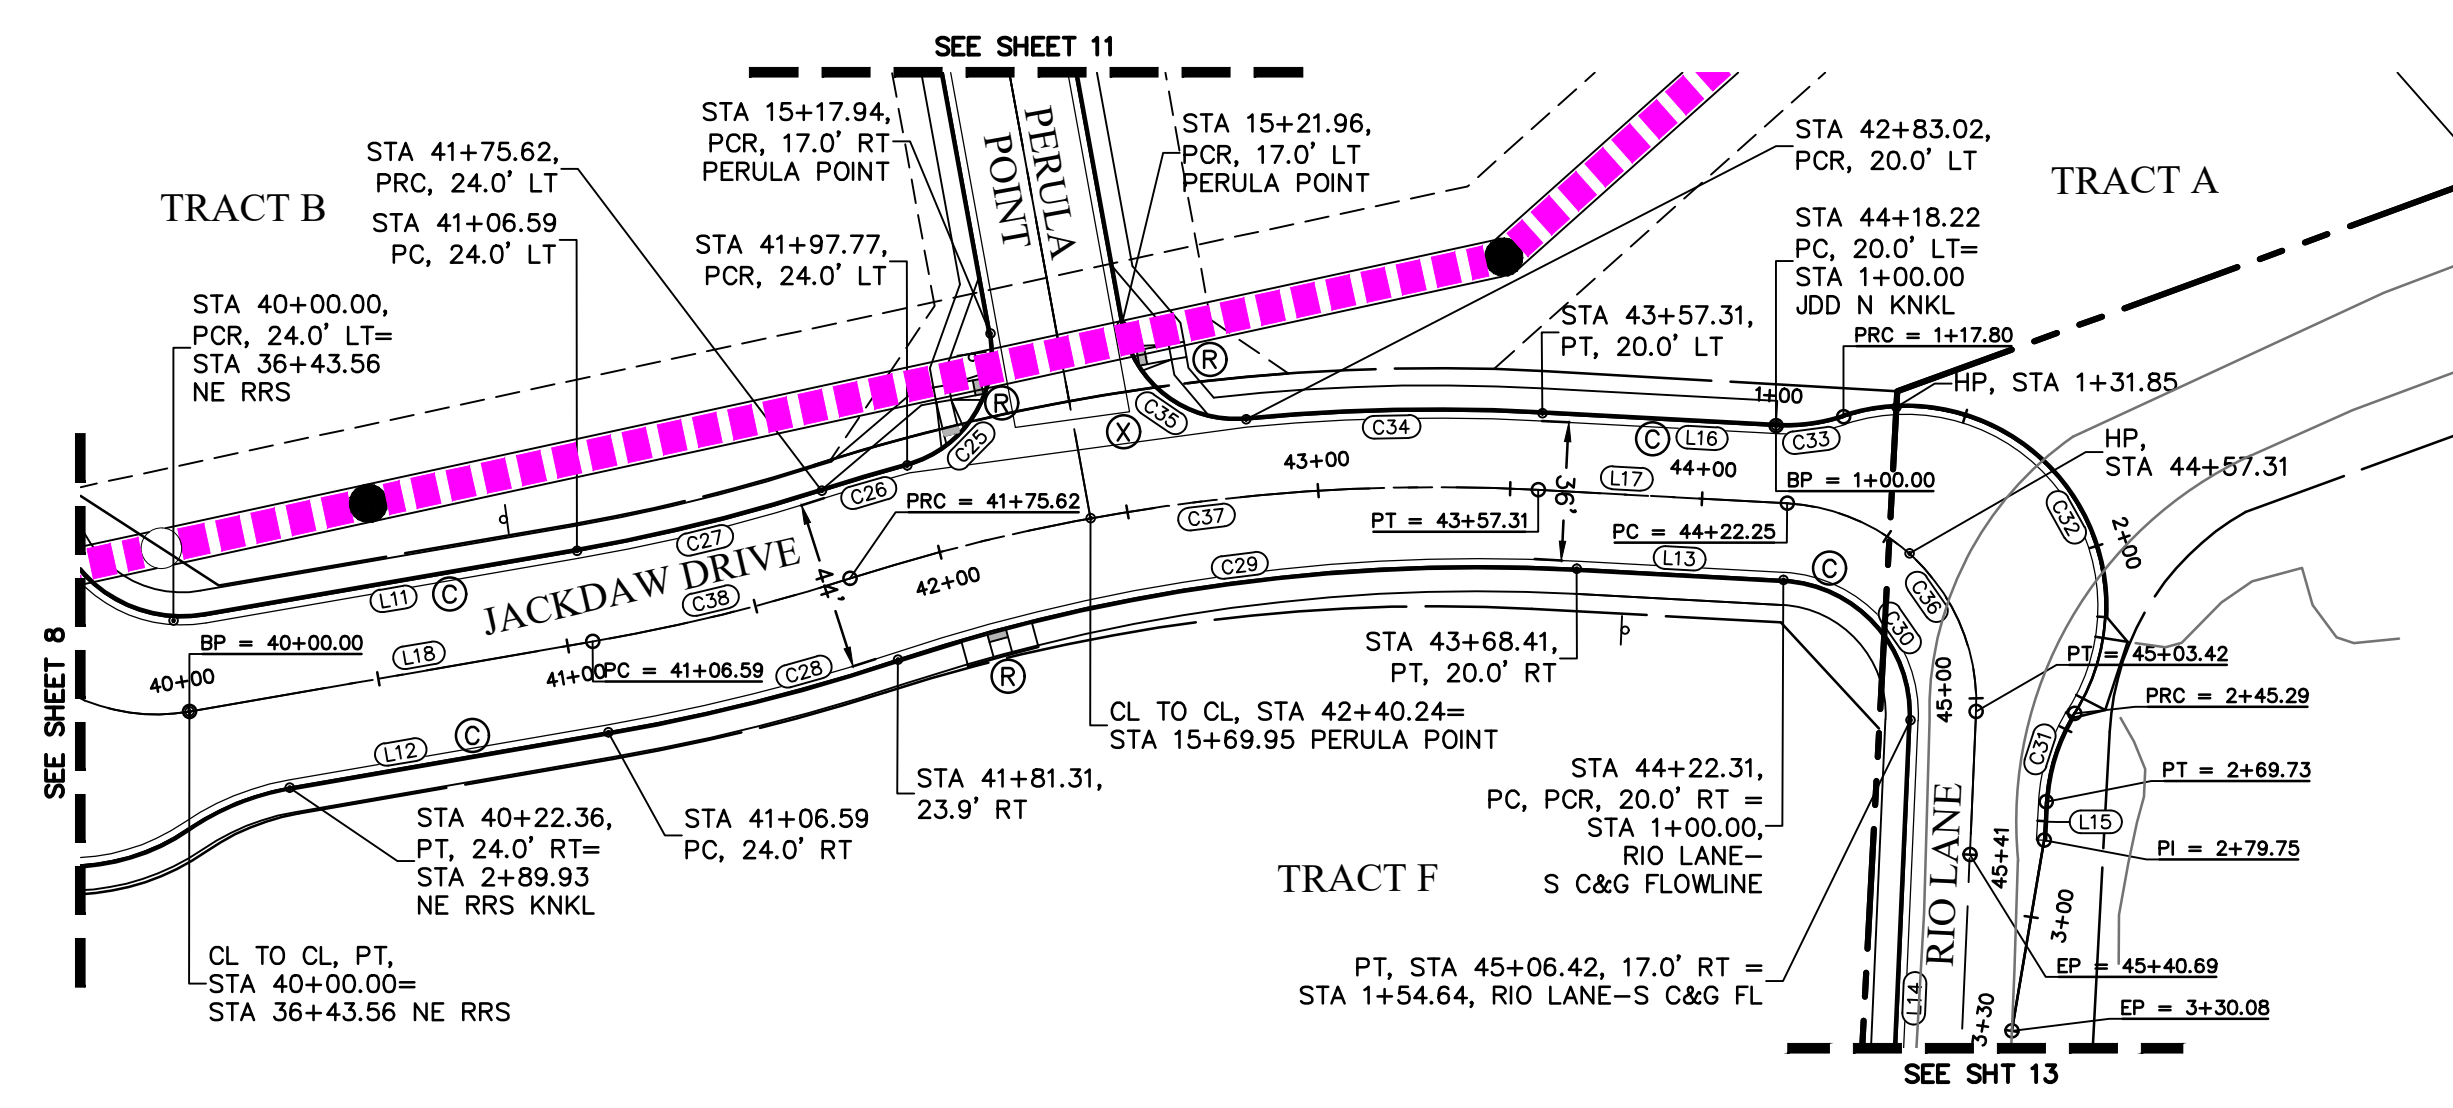 SEE SHEET 11
STA 15+17.94,
PCR, 17.0' RT
PERULA POINT
STA 15+21.96,
PCR, 17.0' LT
PERULA POINT
PERULA
POINT
STA 42+83.02,
PCR, 20.0' LT
STA 41+75.62,
PRC, 24.0' LT
TRACT B
TRACT A
STA 41+06.59
PC, 24.0' LT
STA 41+97.77,
PCR, 24.0' LT
STA 44+18.22
PC, 20.0' LT=
STA 1+00.00
JDD N KNKL
STA 40+00.00,
PCR, 24.0' LT=
STA 36+43.56
NE RRS
STA 43+57.31,
PT, 20.0' LT
PRC = 1+17.80
HP, STA 1+31.85
1+00
R
R
X
C35
C25
C34
C
L16
C33
HP,
STA 44+57.31
43+00
44+00
L17
BP = 1+00.00
C26
PRC = 41+75.62
C37
36'
PT = 43+57.31
PC = 44+22.25
C32
2+00
C27
JACKDAW DRIVE
C29
L13
C
L11
C
C38
44'
42+00
C36
C30
BP = 40+00.00
L18
40+00
41+00
PC = 41+06.59
C28
R
STA 43+68.41,
PT, 20.0' RT
45+00
PT = 45+03.42
PRC = 2+45.29
SEE SHEET 8
L12
C
CL TO CL, STA 42+40.24=
STA 15+69.95 PERULA POINT
C31
PT = 2+69.73
STA 41+81.31,
23.9' RT
STA 44+22.31,
PC, PCR, 20.0' RT =
STA 1+00.00,
RIO LANE-
S C&G FLOWLINE
STA 40+22.36,
PT, 24.0' RT=
STA 2+89.93
NE RRS KNKL
STA 41+06.59
PC, 24.0' RT
L15
PI = 2+79.75
TRACT F
RIO LANE
45+41
3+00
CL TO CL, PT,
STA 40+00.00=
STA 36+43.56 NE RRS
PT, STA 45+06.42, 17.0' RT =
STA 1+54.64, RIO LANE-S C&G FL
L14
EP = 45+40.69
3+30
EP = 3+30.08
SEE SHT 13